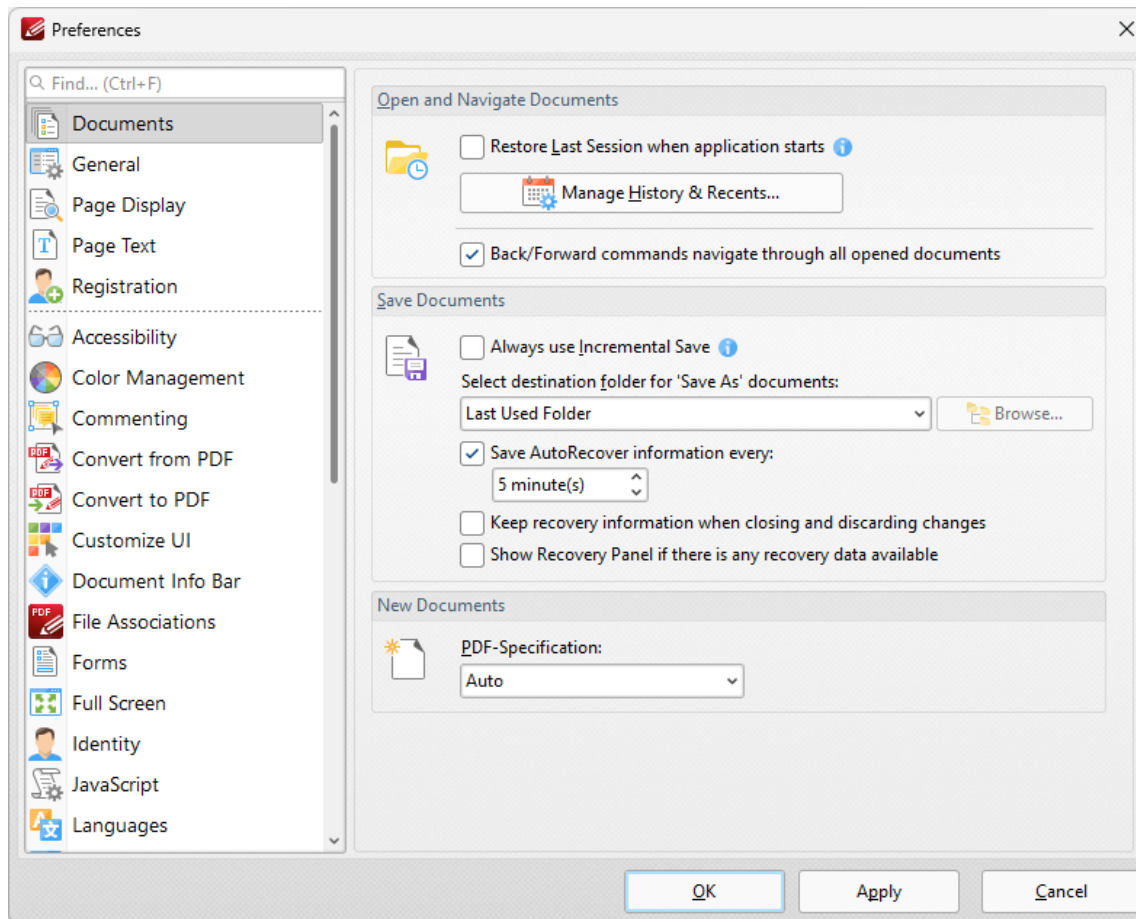 Preferences
Find... (Ctrl+F)
Documents
General
Page Display
Page Text
Registration
Accessibility
Color Management
Commenting
Convert from PDF
Convert to PDF
Customize UI
Document Info Bar
File Associations
Forms
Full Screen
Identity
JavaScript
Languages
Open and Navigate Documents
Restore Last Session when application starts
Manage History & Recents...
Back/Forward commands navigate through all opened documents
Save Documents
Always use Incremental Save
Select destination folder for 'Save As' documents:
Last Used Folder
Browse...
Save AutoRecover information every:
5 minute(s)
Keep recovery information when closing and discarding changes
Show Recovery Panel if there is any recovery data available
New Documents
PDF-Specification:
Auto
OK
Apply
Cancel